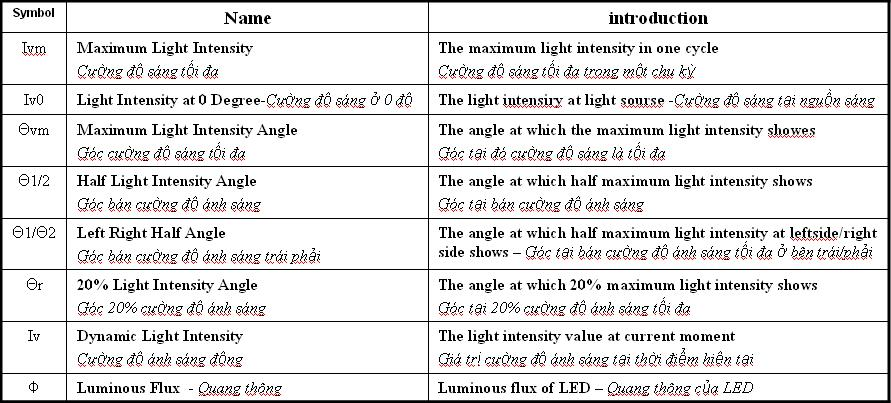 Symbol Name introduction
Ivm Maximum Light Intensity The maximum light intensity in one cycle
Cường độ sáng tối đa Cường độ sáng tối đa trong một chu kỳ
Iv0 Light Intensity at 0 Degree-Cường độ sáng ở 0 độ The light intensiry at light sourse -Cường độ sáng tại nguồn sáng
Θvm Maximum Light Intensity Angle The angle at which the maximum light intensity showes
Góc cường độ sáng tối đa Góc tại đó cường độ sáng là tối đa
Θ1/2 Half Light Intensity Angle The angle at which half maximum light intensity shows
Góc bán cường độ ánh sáng Góc tại bán cường độ ánh sáng
Θ1/Θ2 Left Right Half Angle The angle at which half maximum light intensity at leftside/right
Góc bán cường độ ánh sáng trái phải side shows – Góc tại bán cường độ ánh sáng tối đa ở bên trái/phải
Θr 20% Light Intensity Angle The angle at which 20% maximum light intensity shows
Góc 20% cường độ ánh sáng Góc tại 20% cường độ ánh sáng tối đa
Iv Dynamic Light Intensity The light intensity value at current moment
Cường độ ánh sáng động Giá trị cường độ ánh sáng tại thời điểm hiện tại
Φ Luminous Flux - Quang thông Luminous flux of LED – Quang thông của LED